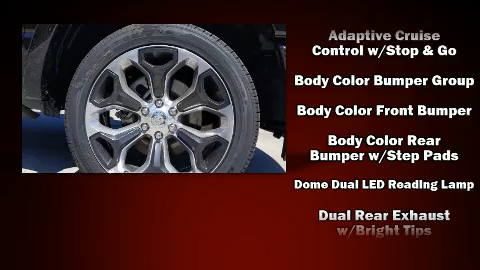 Adaptive Cruise
Control w/Stop & Go
Body Color Bumper Group
Body Color Front Bumper
Body Color Rear
Bumper w/Step Pads
Dome Dual LED Reading Lamp
Dual Rear Exhaust
w/Bright Tips